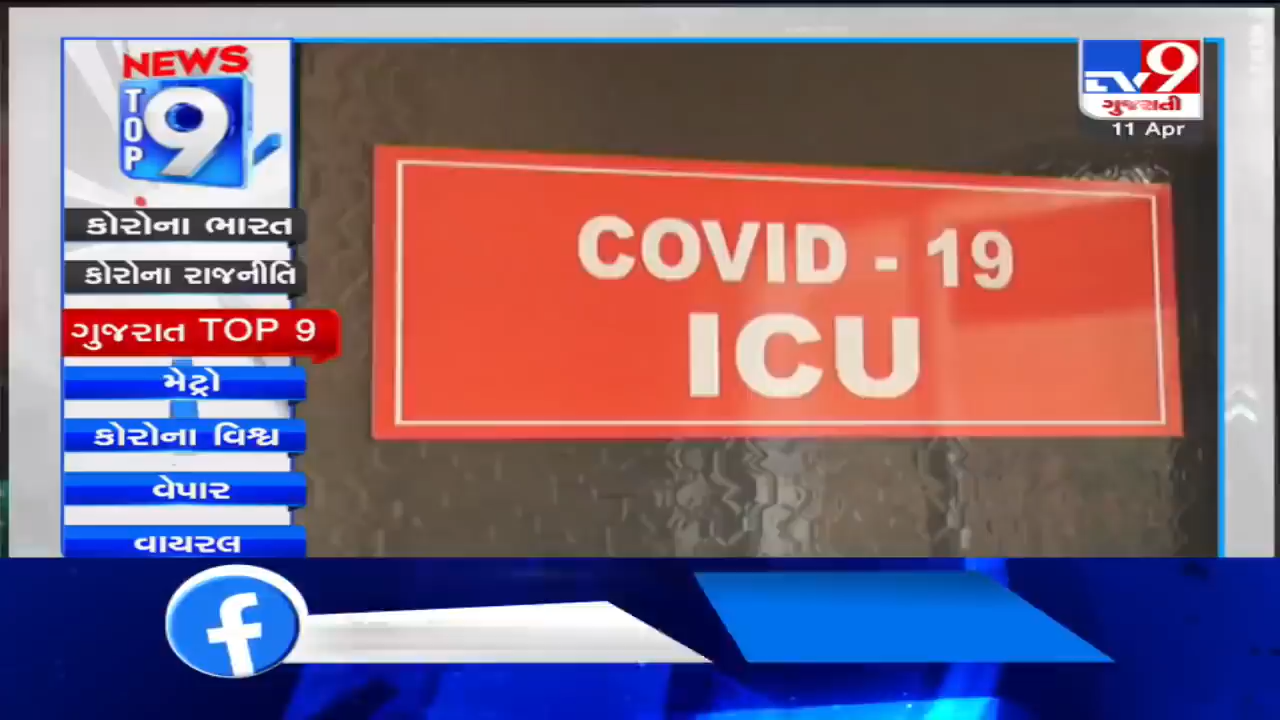 NEWS
TOP
9
કોરોના ભારત
કોરોના રાજનીતિ
ગુજરાત TOP 9
મેટ્રો
કોરોના વિશ્વ
વેપાર
વાયરલ
COVID - 19
ICU
TV9
ગુજરાતી
11 Apr